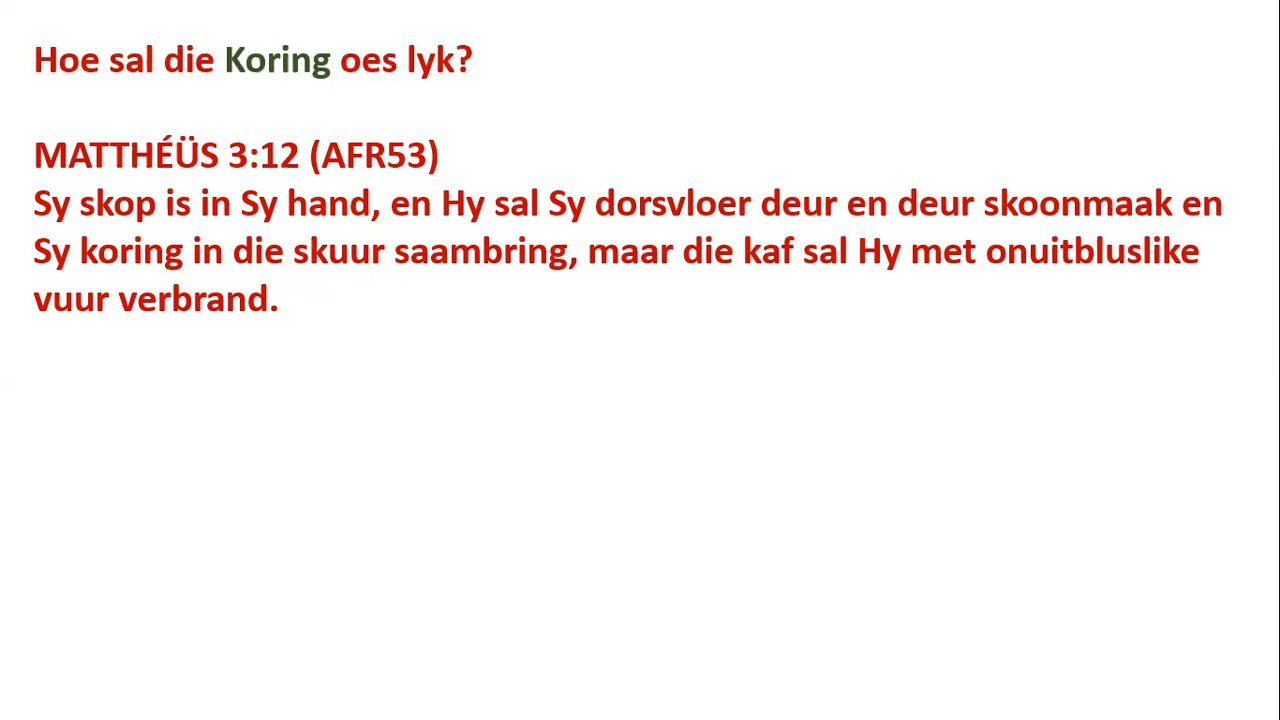 Hoe sal die Koring oes lyk?
MATTHÉÜS 3:12 (AFR53)
Sy skop is in Sy hand, en Hy sal Sy dorsvloer deur en deur skoonmaak en
Sy koring in die skuur saambring, maar die kaf sal Hy met onuitbluslike
vuur verbrand.